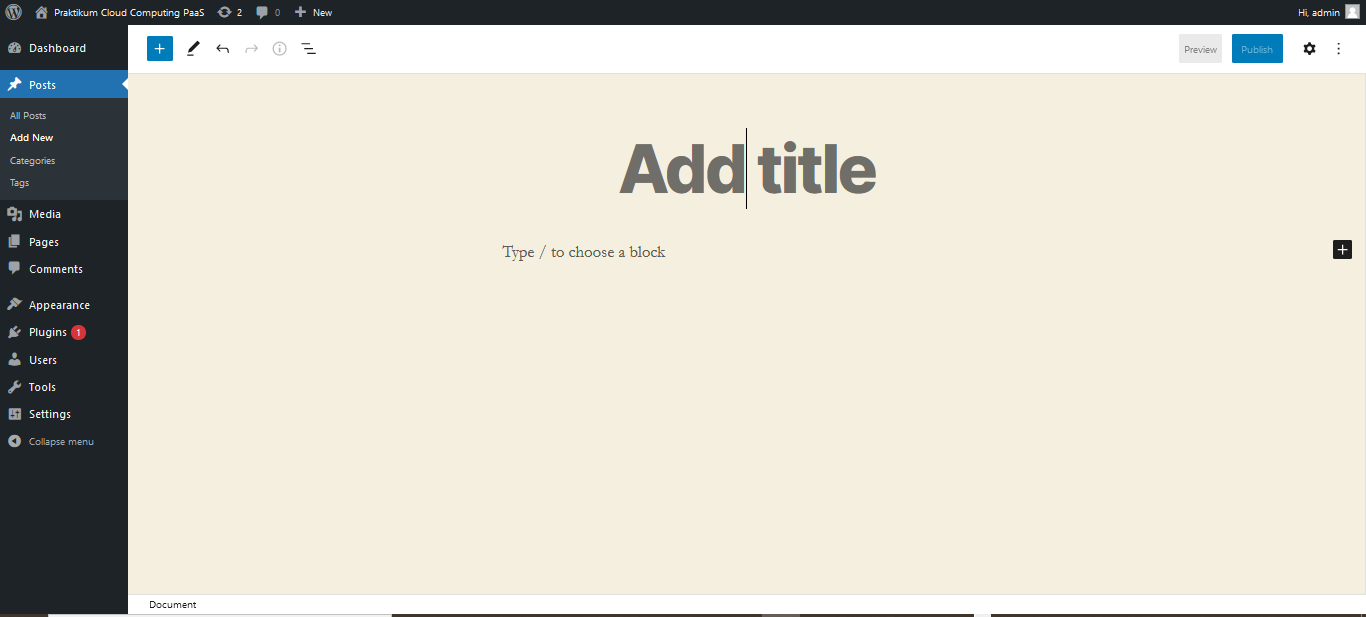 Praktikum Cloud Computing PaaS 2 0 New Hi, admin
Dashboard
Posts
All Posts
Add New
Categories
Tags
Media
Pages
Comments
Appearance
Plugins 1
Users
Tools
Settings
Collapse menu
Preview Publish
Add title
Type / to choose a block
Document